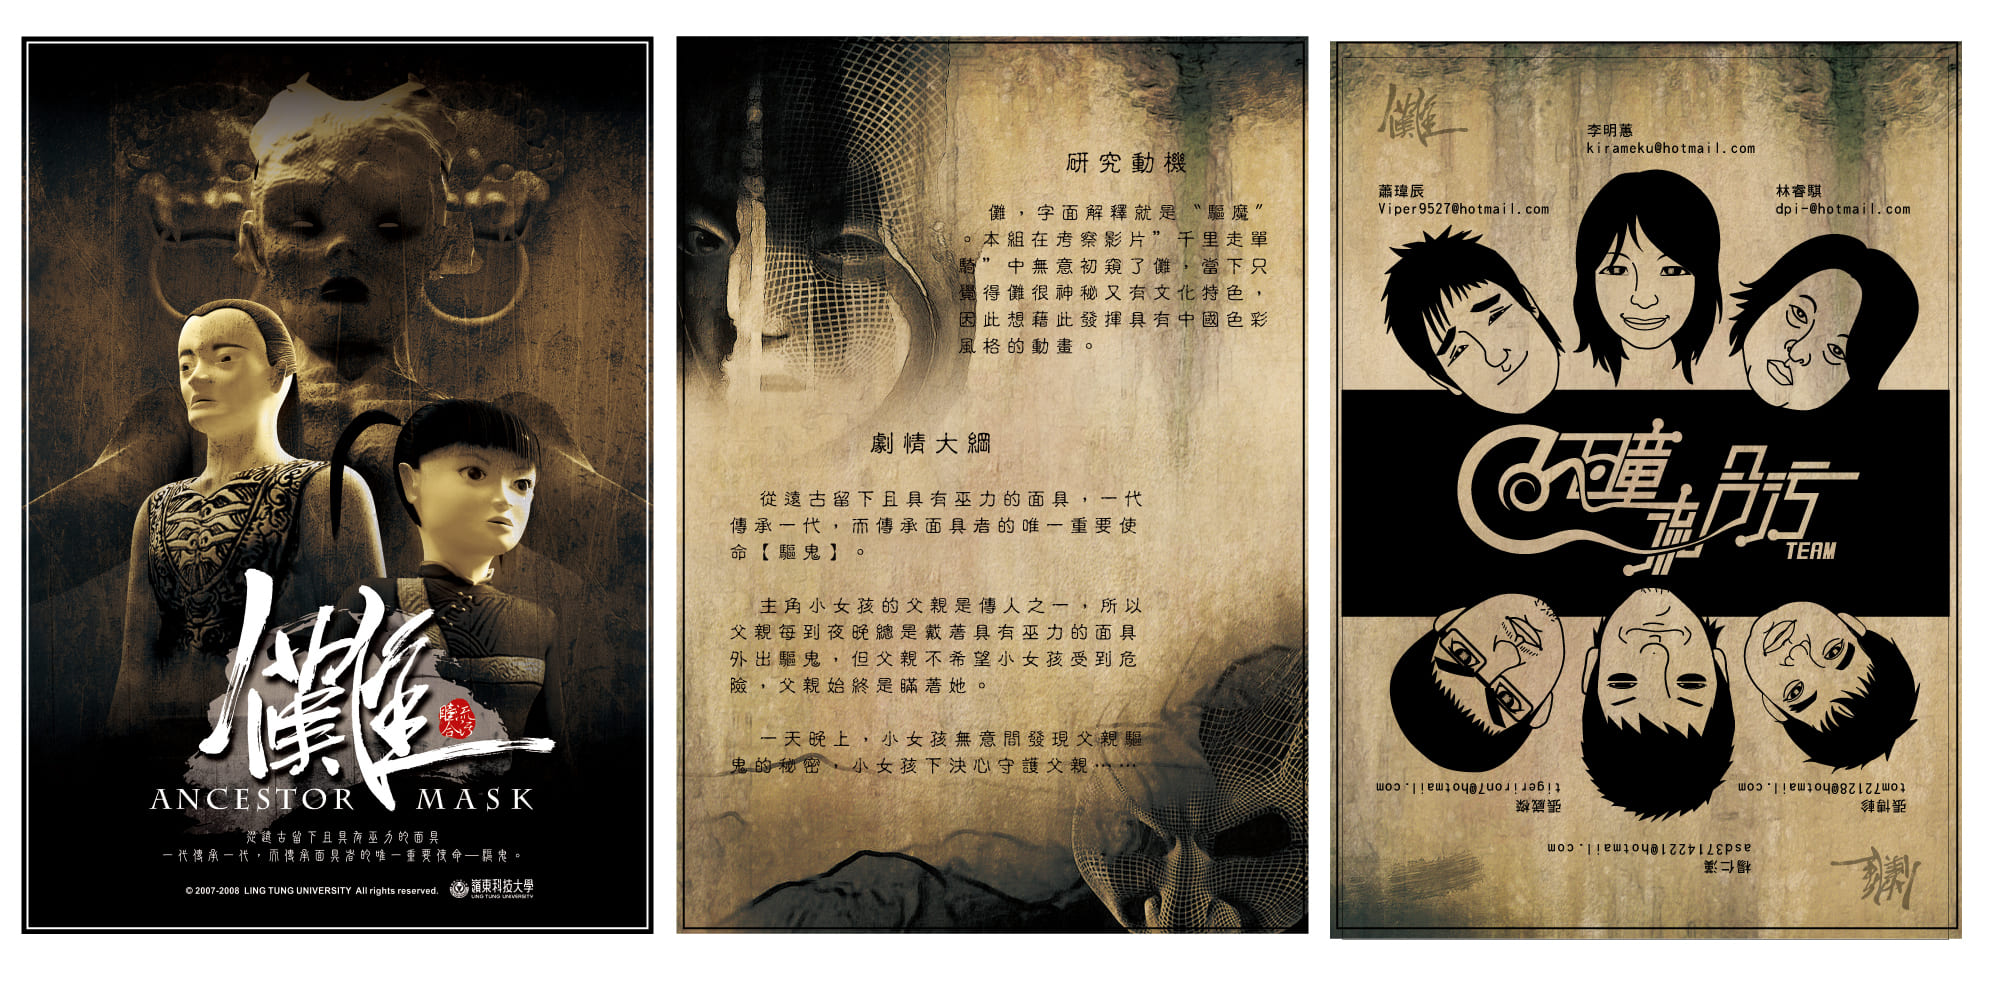 儺
瞳流合污
ANCESTOR MASK
從遠古留下且具有巫力的面具
一代傳承一代，而傳承面具者的唯一重要使命—驅鬼。
© 2007-2008 LING TUNG UNIVERSITY All rights reserved.
嶺東科技大學
LING TUNG UNIVERSITY
研究動機
儺，字面解釋就是〝驅魔〞
。本組在考察影片”千里走單
騎”中無意初窺了儺，當下只
覺得儺很神秘又有文化特色，
因此想藉此發揮具有中國色彩
風格的動畫。
劇情大綱
從遠古留下且具有巫力的面具，一代
傳承一代，而傳承面具者的唯一重要使
命【驅鬼】。
主角小女孩的父親是傳人之一，所以
父親每到夜晚總是戴著具有巫力的面具
外出驅鬼，但父親不希望小女孩受到危
險，父親始終是瞞著她。
一天晚上，小女孩無意間發現父親驅
鬼的秘密，小女孩下決心守護父親……
儺
李明蕙
kirameku@hotmail.com
蕭瑋辰
Viper9527@hotmail.com
林睿騏
dpi-@hotmail.com
瞳流合污
TEAM
張葳櫸
tigeriron7@hotmail.com
張博軫
tom72128@hotmail.com
楊仁漢
asd3714221@hotmail.com
儺